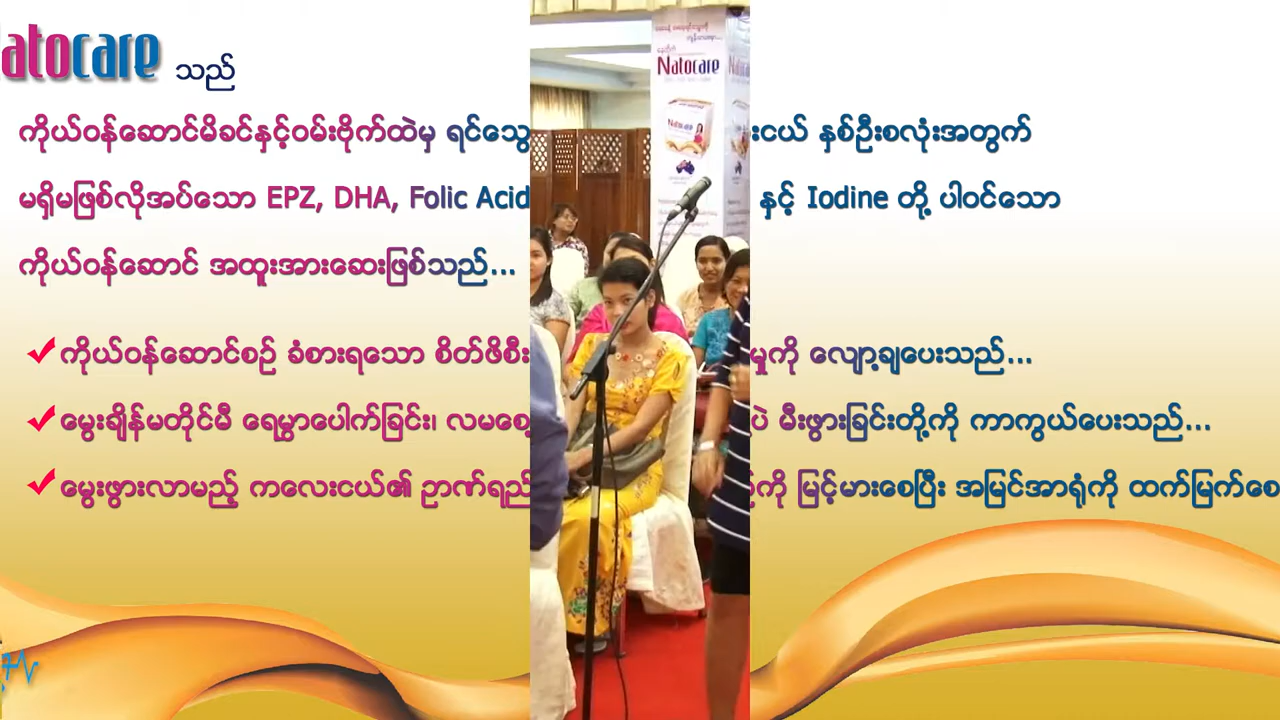 Natocare သည်
ကိုယ်ဝန်ဆောင်မိခင်နှင့်ဝမ်းဗိုက်ထဲမှ ရင်သွေ းငယ် နှစ်ဦးစလုံးအတွက်
မရှိမဖြစ်လိုအပ်သော EPZ, DHA, Folic Acid နှင့် Iodine တို့ ပါဝင်သော
ကိုယ်ဝန်ဆောင် အထူးအားဆေးဖြစ်သည်...
ကိုယ်ဝန်ဆောင်စဉ် ခံစားရသော စိတ်ဖိစီး မှုကို လျော့ချပေးသည်...
မွေးချိန်မတိုင်မီ ရေမွှာပေါက်ခြင်း၊ လမစေ့ ပဲ မီးဖွားခြင်းတို့ကို ကာကွယ်ပေးသည်...
မွေးဖွားလာမည့် ကလေးငယ်၏ ဉာဏ်ရည် ကို မြင့်မားစေပြီး အမြင်အာရုံကို ထက်မြက်စေ
Natocare
Natocare